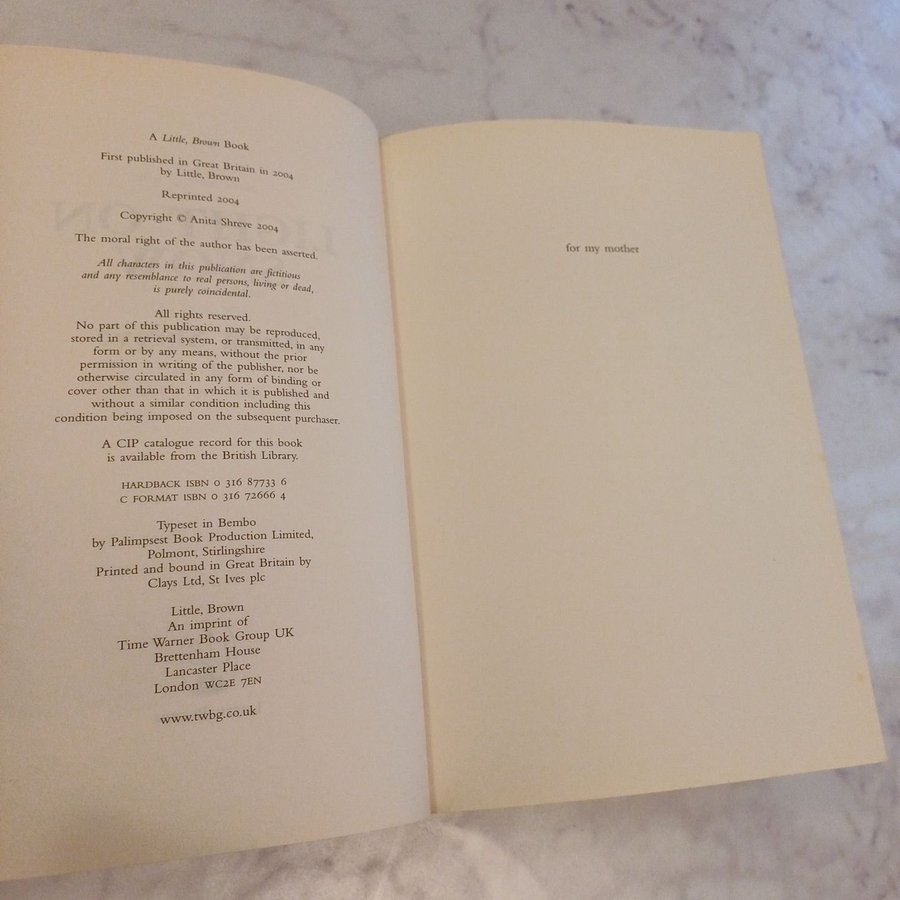 A Little, Brown Book
First published in Great Britain in 2004
by Little, Brown
Reprinted 2004
Copyright © Anita Shreve 2004
The moral right of the author has been asserted.
All characters in this publication are fictitious
and any resemblance to real persons, living or dead,
is purely coincidental.
All rights reserved.
No part of this publication may be reproduced,
stored in a retrieval system, or transmitted, in any
form or by any means, without the prior
permission in writing of the publisher, nor be
otherwise circulated in any form of binding or
cover other than that in which it is published and
without a similar condition including this
condition being imposed on the subsequent purchaser.
A CIP catalogue record for this book
is available from the British Library.
HARDBACK ISBN 0 316 87733 6
C FORMAT ISBN 0 316 72666 4
Typeset in Bembo
by Palimpsest Book Production Limited,
Polmont, Stirlingshire
Printed and bound in Great Britain by
Clays Ltd, St Ives plc
Little, Brown
An imprint of
Time Warner Book Group UK
Brettenham House
Lancaster Place
London WC2E 7EN
www.twbg.co.uk
for my mother